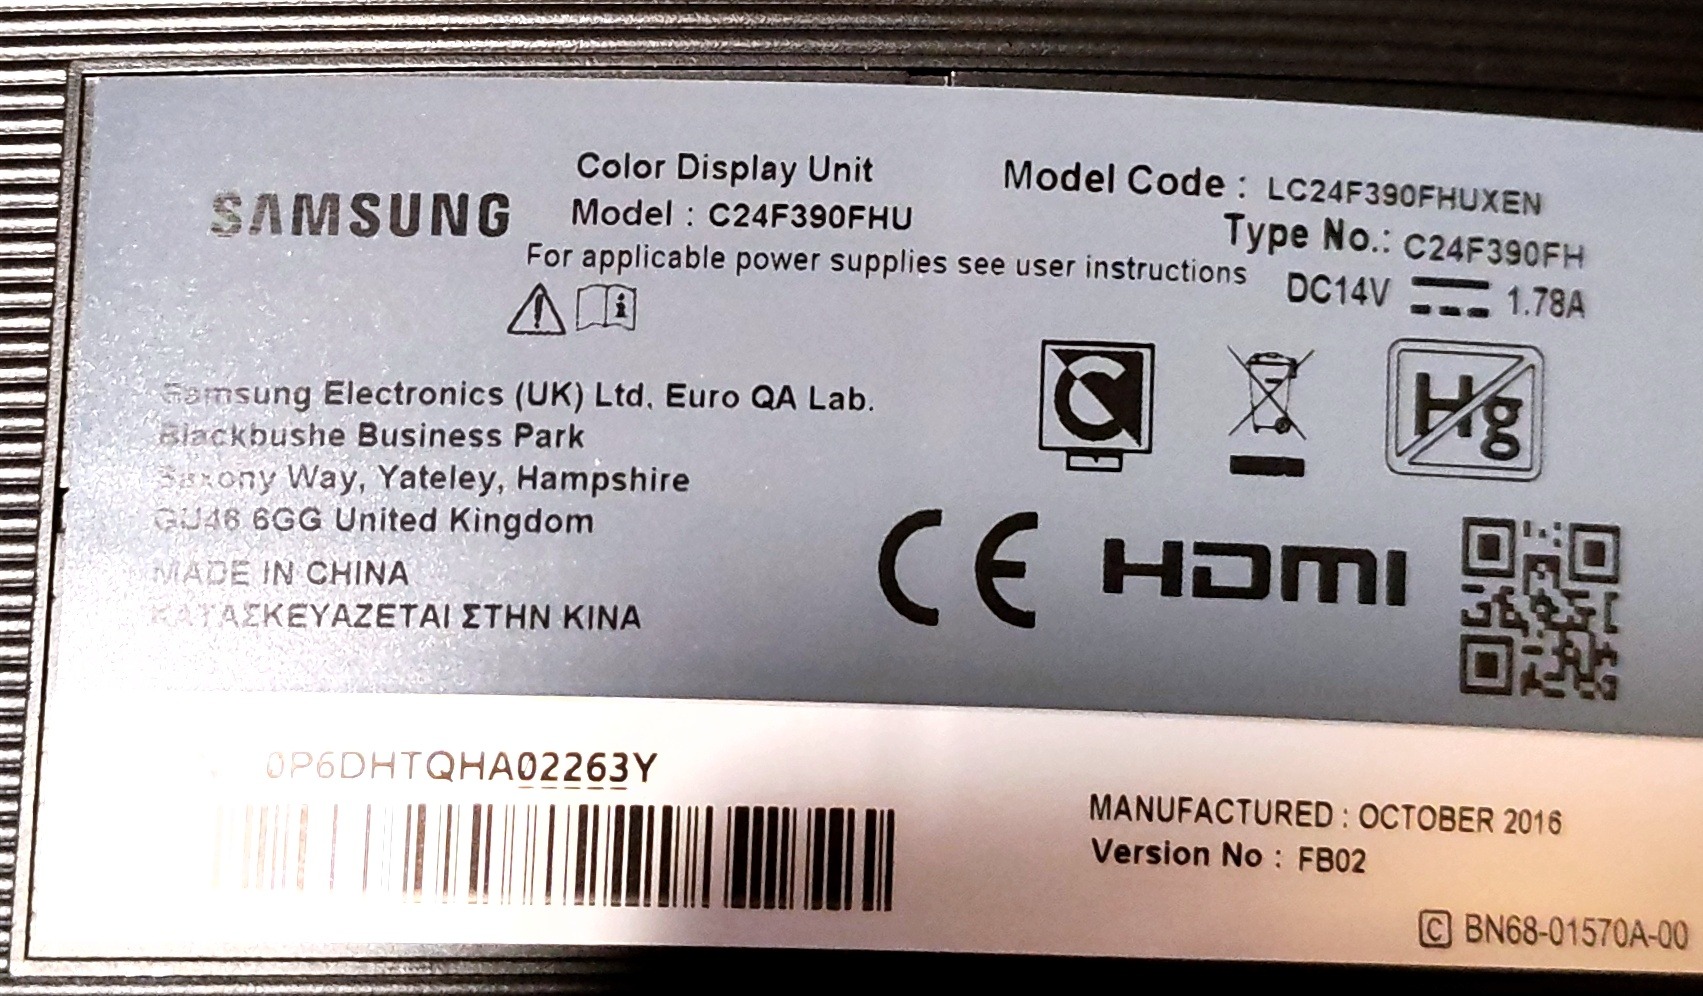 SAMSUNG
Color Display Unit
Model : C24F390FHU
For applicable power supplies see user instructions
Model Code : LC24F390FHUXEN
Type No.: C24F390FH
DC14V 1.78A
Samsung Electronics (UK) Ltd, Euro QA Lab.
Blackbushe Business Park
Saxony Way, Yateley, Hampshire
GU46 6GG United Kingdom
MADE IN CHINA
ΚΑΤΑΣΚΕΥΑΖΕΤΑΙ ΣΤΗΝ ΚΙΝΑ
Hg
CE HDMI
0P6DHTQHA02263Y
MANUFACTURED : OCTOBER 2016
Version No : FB02
C BN68-01570A-00